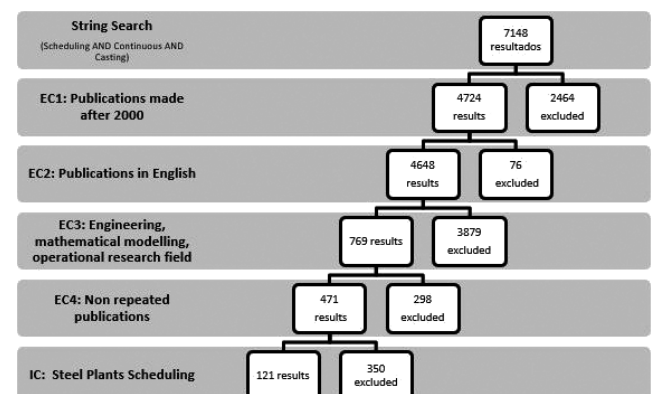 String Search
(Scheduling AND Continuous AND
Casting)
7148
resultados
EC1: Publications made
after 2000
4724
results
2464
excluded
EC2: Publications in English
4648
results
76
excluded
EC3: Engineering,
mathematical modelling,
operational research field
769 results
3879
excluded
EC4: Non repeated
publications
471
results
298
excluded
IC: Steel Plants Scheduling
121 results
350
excluded